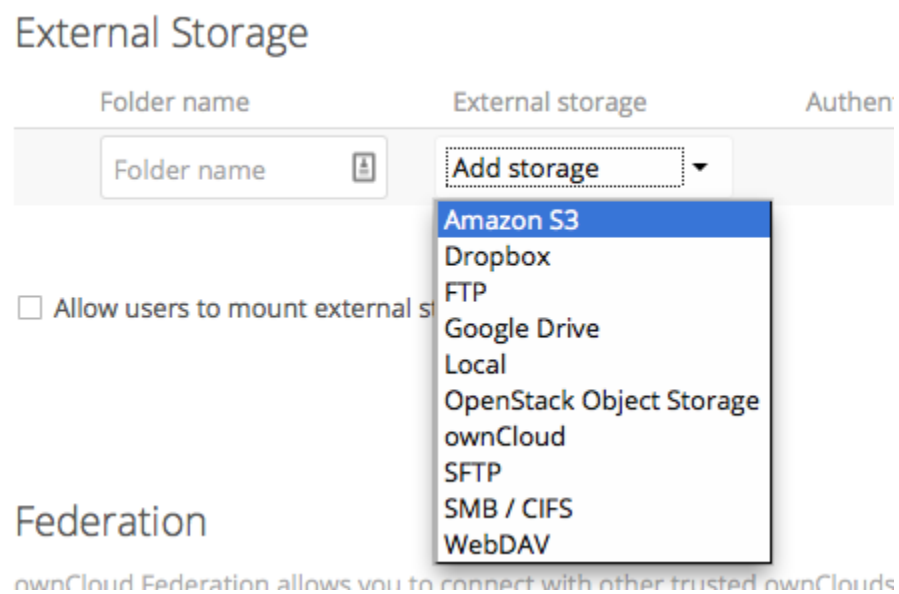 External Storage
Folder name External storage Authen
Folder name Add storage
Amazon S3
Dropbox
FTP
Allow users to mount external st
Google Drive
Local
OpenStack Object Storage
ownCloud
SFTP
SMB / CIFS
WebDAV
Federation
ownCloud Federation allows you to connect with other trusted ownClouds